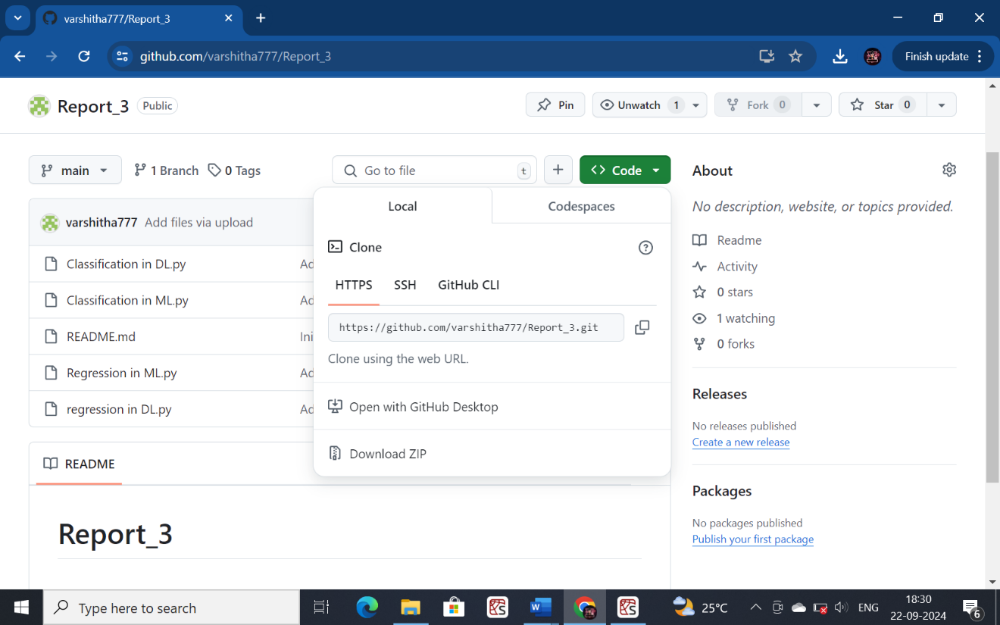 varshitha777/Report_3
github.com/varshitha777/Report_3
Finish update
Report_3 Public
Pin
Unwatch 1
Fork 0
Star 0
main
1 Branch
0 Tags
Go to file
t
Code
Local
Codespaces
varshitha777 Add files via upload
Clone
HTTPS
SSH
GitHub CLI
https://github.com/varshitha777/Report_3.git
Clone using the web URL.
Open with GitHub Desktop
Download ZIP
Classification in DL.py Ad
Classification in ML.py Ad
README.md Ini
Regression in ML.py Ad
regression in DL.py Ad
README
Report_3
About
No description, website, or topics provided.
Readme
Activity
0 stars
1 watching
0 forks
Releases
No releases published
Create a new release
Packages
No packages published
Publish your first package
Type here to search
25°C
ENG
18:30
22-09-2024
6